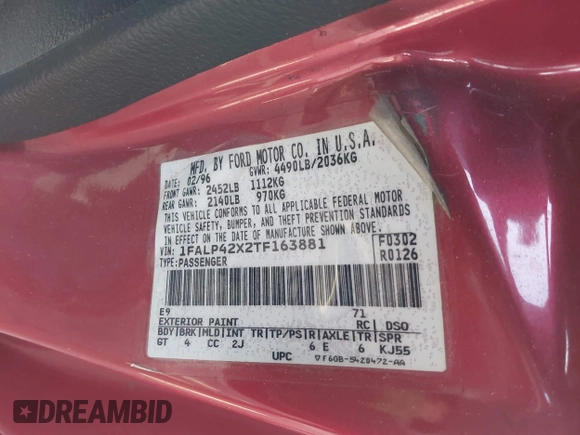 MFD. BY FORD MOTOR CO. IN U.S.A.
DATE: 02/96 GVWR: 4490LB/2036KG
FRONT GAWR: 2452LB 1112KG
REAR GAWR: 2140LB 970KG
THIS VEHICLE CONFORMS TO ALL APPLICABLE FEDERAL MOTOR
VEHICLE SAFETY, BUMPER, AND THEFT PREVENTION STANDARDS
IN EFFECT ON THE DATE OF MANUFACTURE SHOWN ABOVE.
VIN: 1FALP42X2TF163881 F0302
TYPE: PASSENGER R0126
E9 71
EXTERIOR PAINT RC| DSO
BDY|BRK|MLD|INT TR|TP/PS|R|AXLE|TR|SPR
GT 4 CC 2J 6 E 6 KJ55
UPC F6OB-5420472-AA
DREAMBID